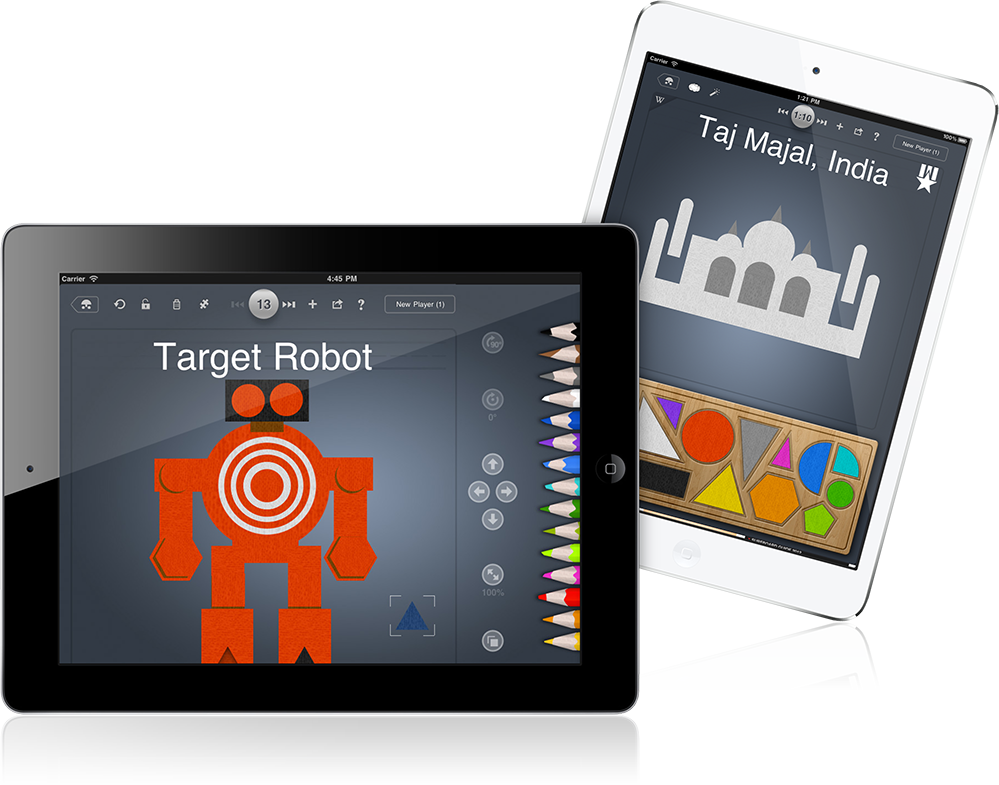 Carrier
4:45 PM
13
New Player (1)
Target Robot
90°
0°
100%
Carrier
1:21 PM
100%
W
1:10
New Player (1)
Taj Majal, India